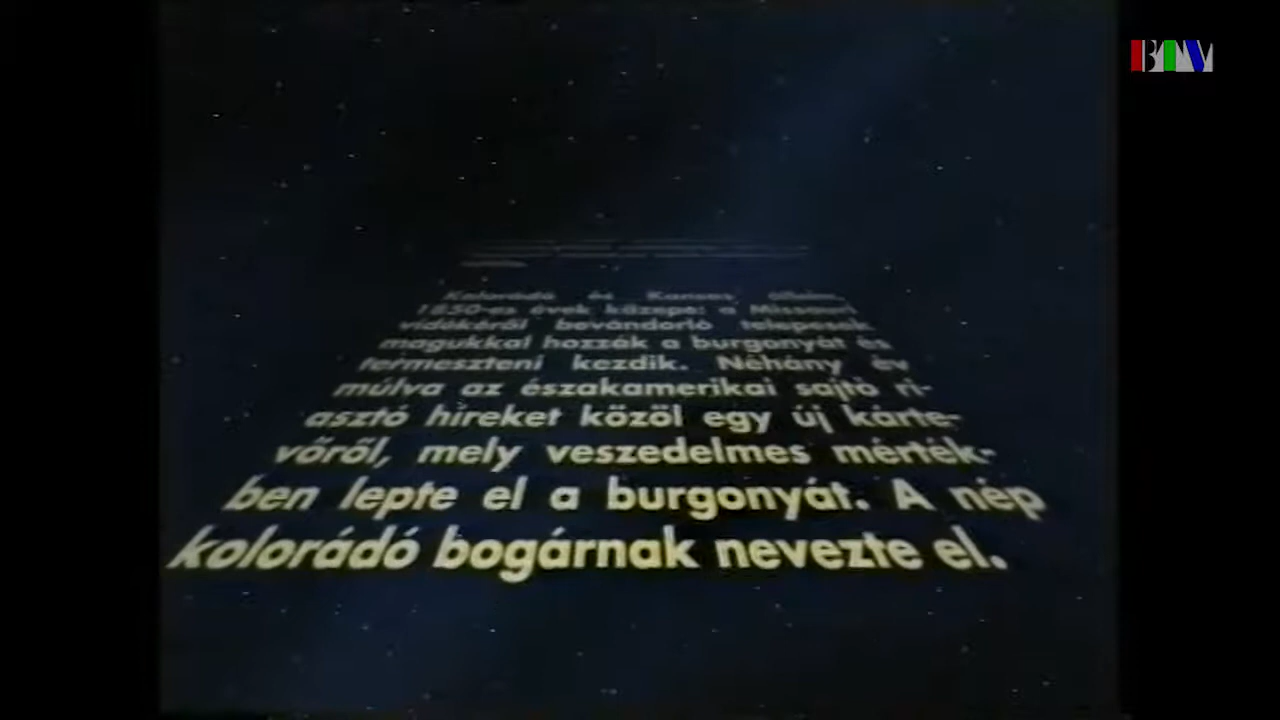 BTV
Kolorádó és Kansas állam,
1850-es évek közepe: a Missouri
vidékéről bevándorló telepesek
magukkal hozzák a burgonyát és
termeszteni kezdik. Néhány év
múlva az északamerikai sajtó ri-
asztó híreket közöl egy új kárte-
vőről, mely veszedelmes mérték-
ben lepte el a burgonyát. A nép
kolorádó bogárnak nevezte el.